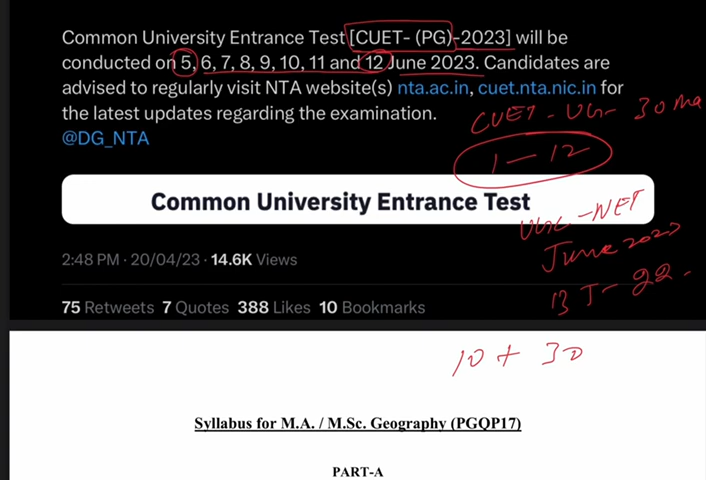 Common University Entrance Test [CUET- (PG)-2023] will be
conducted on 5, 6, 7, 8, 9, 10, 11 and 12 June 2023. Candidates are
advised to regularly visit NTA website(s) nta.ac.in, cuet.nta.nic.in for
the latest updates regarding the examination.
@DG_NTA
CUET - UG - 30 Ma
1 - 12
Common University Entrance Test
UGC - NET
June 2023
13 J - 22
2:48 PM · 20/04/23 · 14.6K Views
75 Retweets 7 Quotes 388 Likes 10 Bookmarks
10 + 30
Syllabus for M.A. / M.Sc. Geography (PGQP17)
PART-A